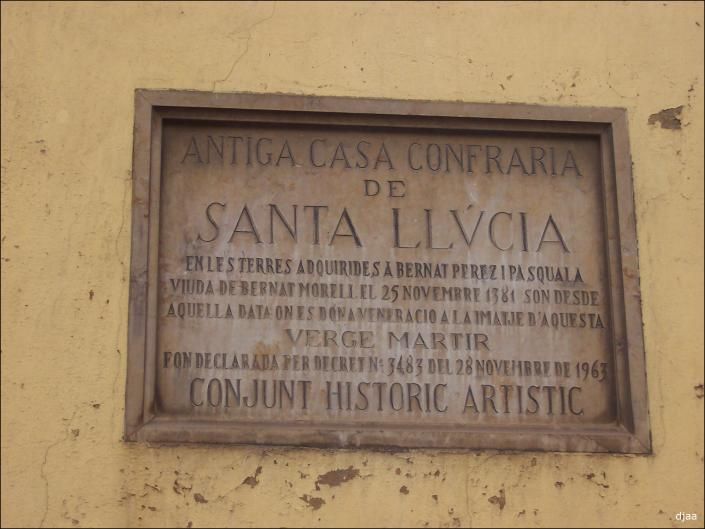 ANTIGA CASA CONFRARIA
DE
SANTA LLVCIA
EN LES TERRES ADQUIRIDES A BERNAT PEREZ I PASQUALA
VIUDA DE BERNAT MORELL EL 25 NOVEMBRE 1381 SON DESDE
AQUELLA DATA ON ES DONA VENERACIO A LA IMATJE D'AQUESTA
VERGE MARTIR
FON DECLARADA PER DECRET Nº 3483 DEL 28 NOVEMBRE DE 1963
CONJUNT HISTORIC ARTISTIC
djaa